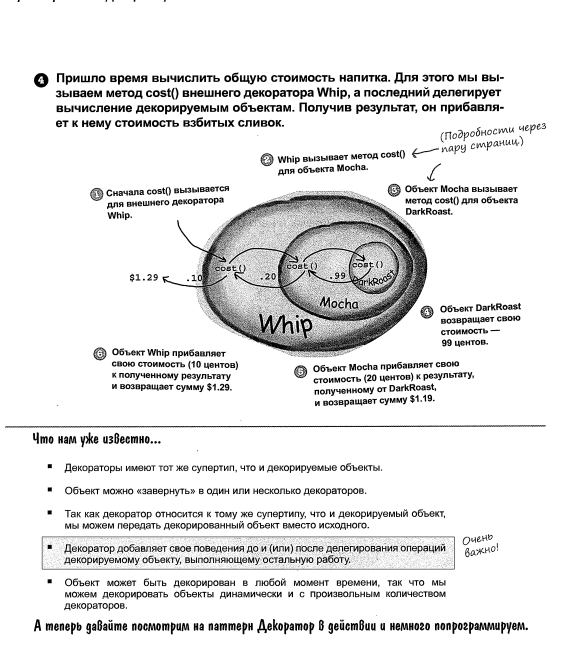 4 Пришло время вычислить общую стоимость напитка. Для этого мы вы-
зываем метод cost() внешнего декоратора Whip, а последний делегирует
вычисление декорируемым объектам. Получив результат, он прибавля-
ет к нему стоимость взбитых сливок.
(Подробности через
пару страниц)
2 Whip вызывает метод cost()
для объекта Mocha.
1 Сначала cost() вызывается
для внешнего декоратора
Whip.
3 Объект Mocha вызывает
метод cost() для объекта
DarkRoast.
$1.29 .10 cost() .20 cost() .99 cost()
DarkRoast
Mocha
Whip
4 Объект DarkRoast
возвращает свою
стоимость —
99 центов.
6 Объект Whip прибавляет
свою стоимость (10 центов)
к полученному результату
и возвращает сумму $1.29.
5 Объект Mocha прибавляет свою
стоимость (20 центов) к результату,
полученному от DarkRoast,
и возвращает сумму $1.19.
Что нам уже известно...
▪ Декораторы имеют тот же супертип, что и декорируемые объекты.
▪ Объект можно «завернуть» в один или несколько декораторов.
▪ Так как декоратор относится к тому же супертипу, что и декорируемый объект,
мы можем передать декорированный объект вместо исходного.
▪ Декоратор добавляет свое поведения до и (или) после делегирования операций
декорируемому объекту, выполняющему остальную работу.
Очень
важно!
▪ Объект может быть декорирован в любой момент времени, так что мы
можем декорировать объекты динамически и с произвольным количеством
декораторов.
А теперь давайте посмотрим на паттерн Декоратор в действии и немного попрограммируем.